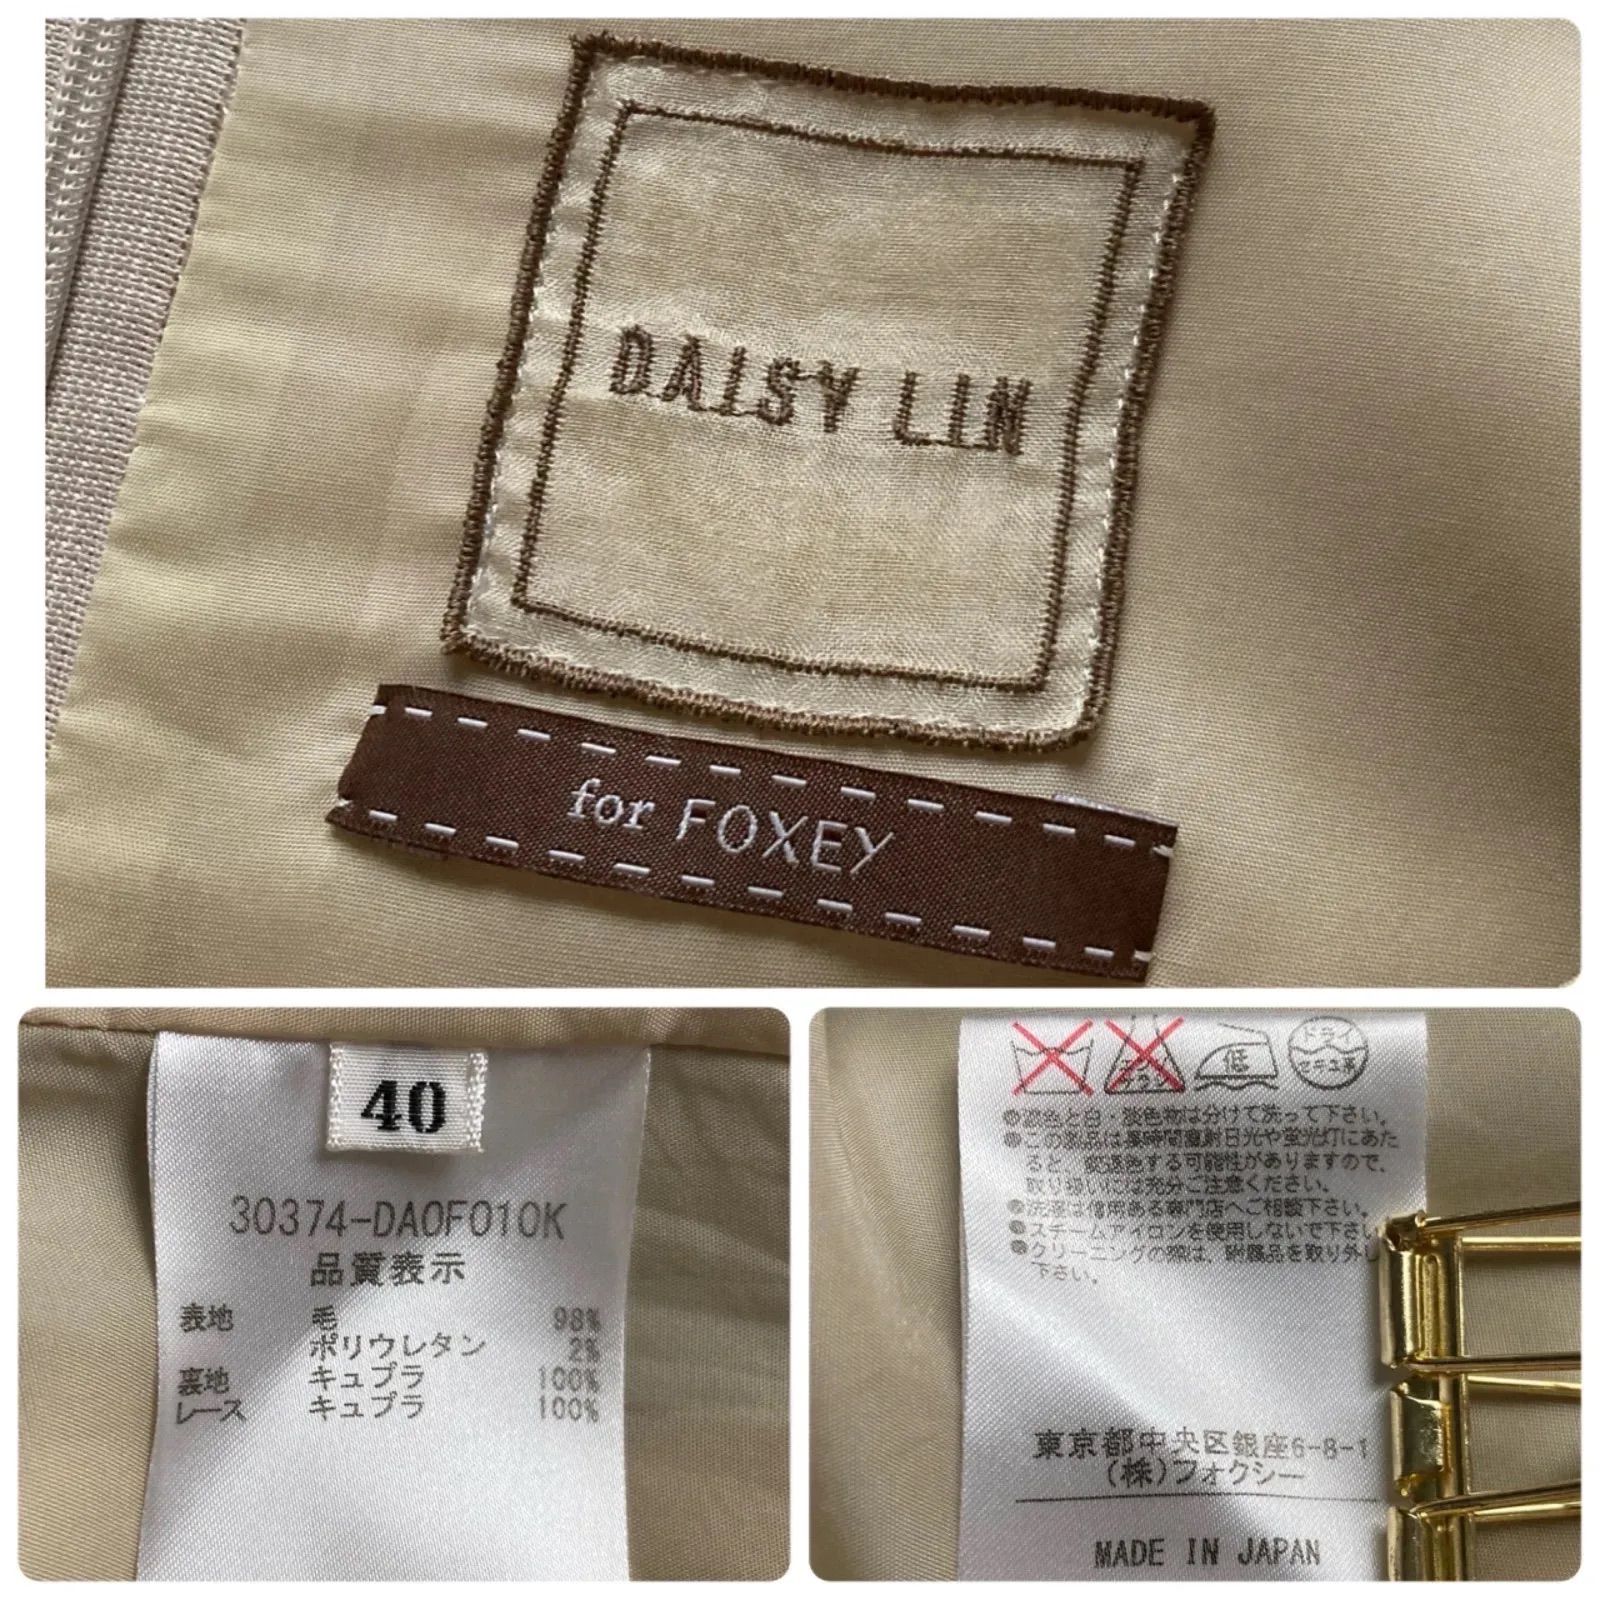 DAISY LIN
for FOXEY
40
30374-DA0F010K
品質表示
表地 毛 98%
ポリウレタン 2%
裏地 キュプラ 100%
レース キュプラ 100%
低
ドライ
セキユ系
●濃色と白・淡色物は分けて洗って下さい。
●この製品は長時間直射日光や蛍光灯にあた
ると、変退色する可能性がありますので、
取り扱いには充分ご注意ください。
●洗濯は信用ある専門店へご相談下さい。
●スチームアイロンを使用しないで下さい
●クリーニングの際は、附属品を取り外し
下さい。
東京都中央区銀座6-8-1
(株)フォクシー
MADE IN JAPAN